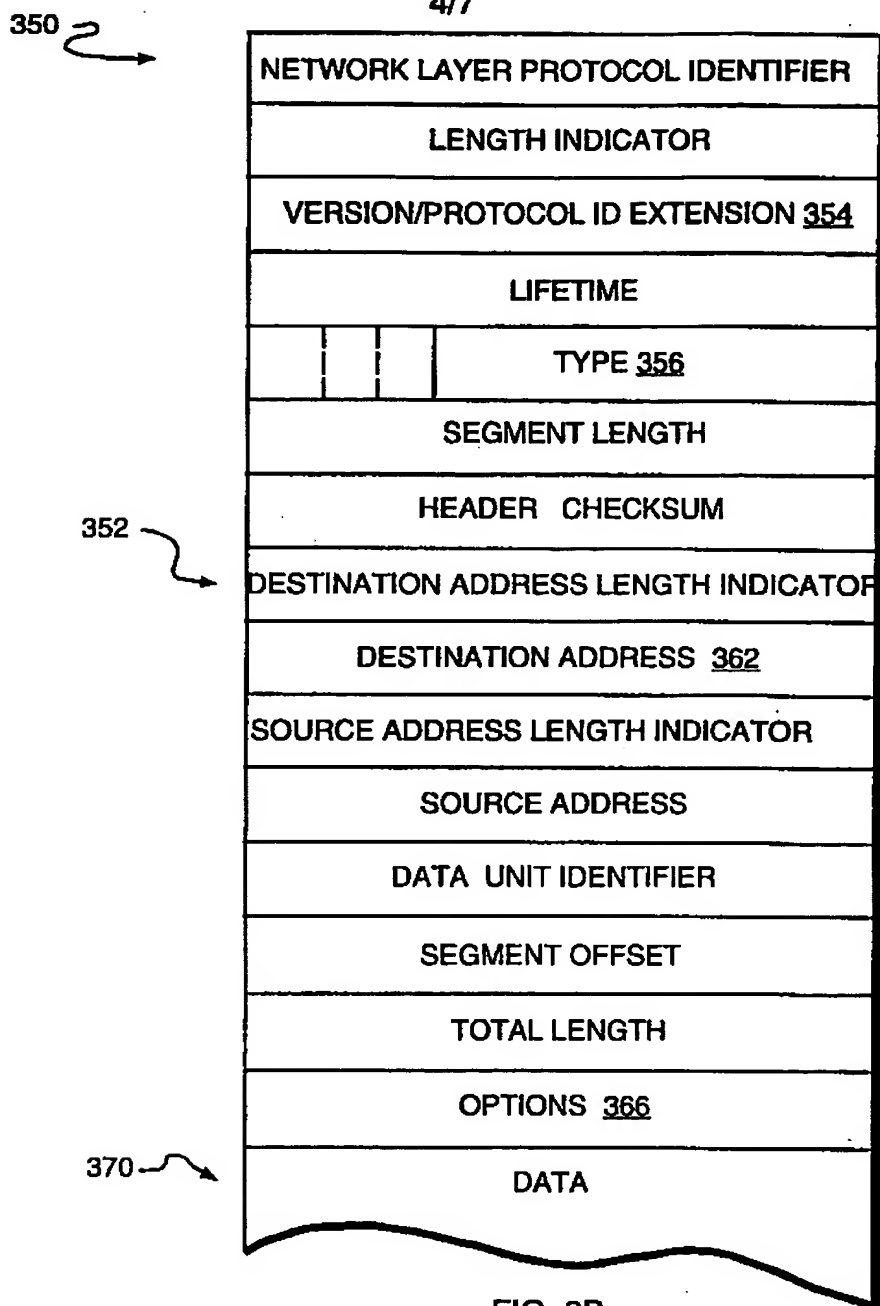 4/7
350
NETWORK LAYER PROTOCOL IDENTIFIER
LENGTH INDICATOR
VERSION/PROTOCOL ID EXTENSION 354
LIFETIME
TYPE 356
SEGMENT LENGTH
HEADER CHECKSUM
352
DESTINATION ADDRESS LENGTH INDICATOR
DESTINATION ADDRESS 362
SOURCE ADDRESS LENGTH INDICATOR
SOURCE ADDRESS
DATA UNIT IDENTIFIER
SEGMENT OFFSET
TOTAL LENGTH
OPTIONS 366
370
DATA